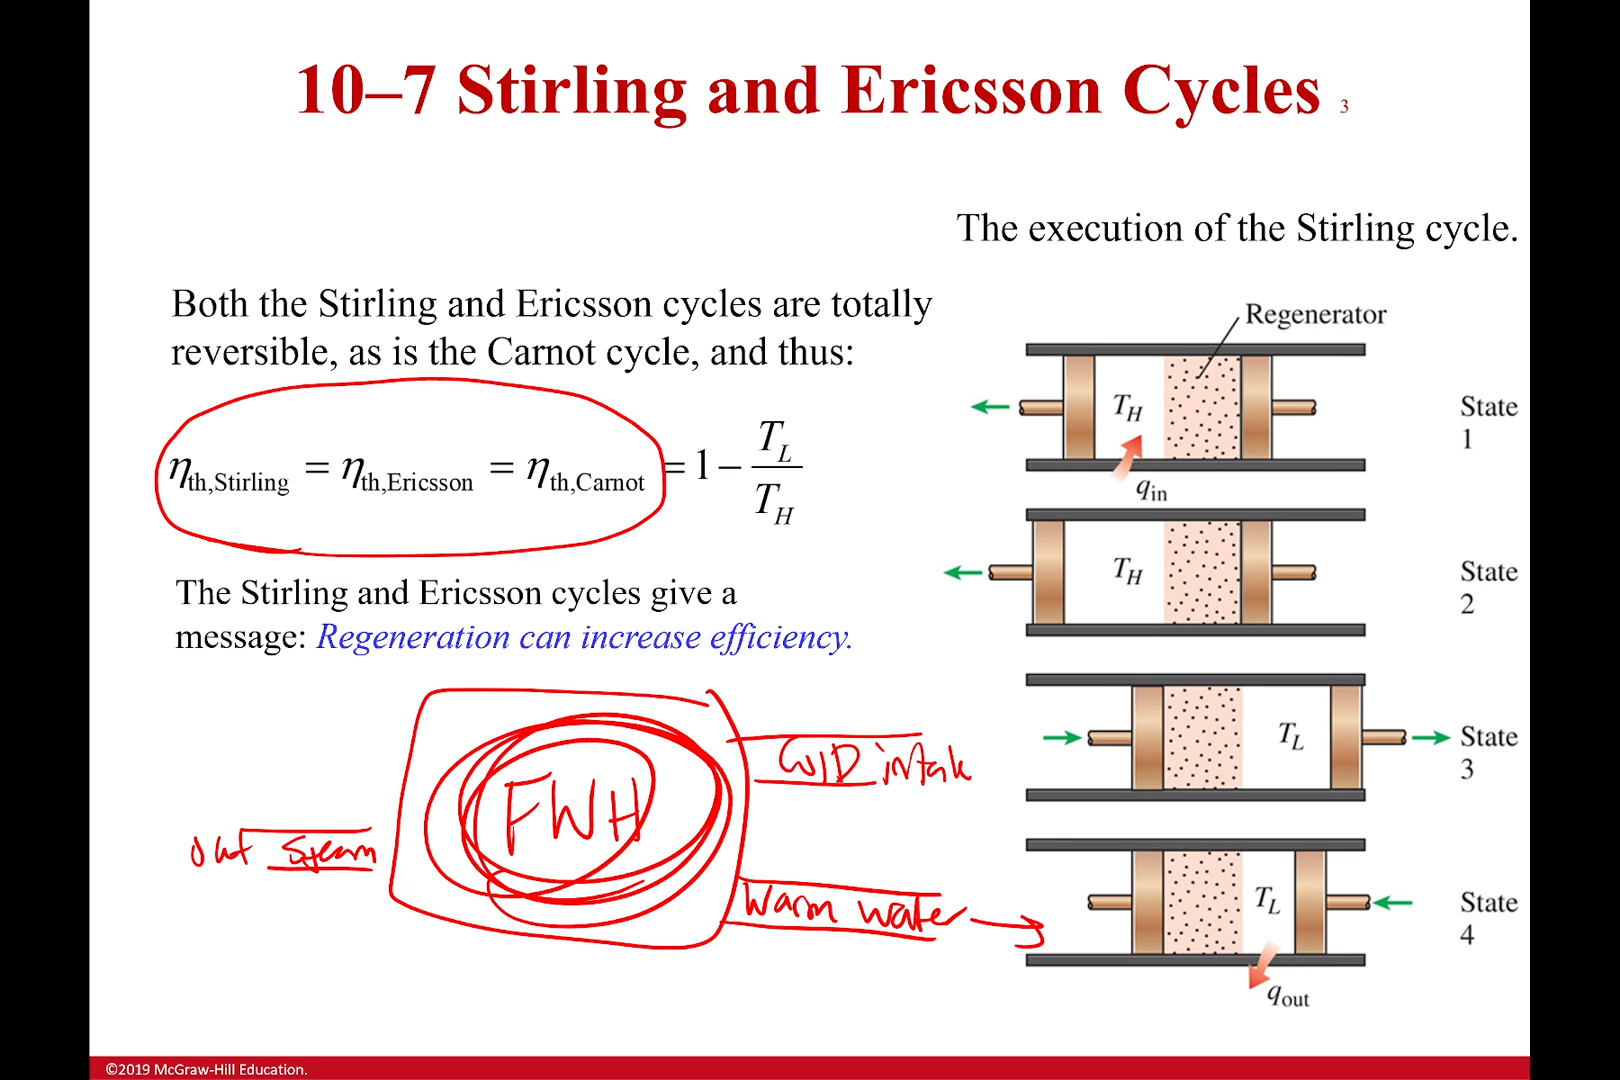 10–7 Stirling and Ericsson Cycles 3
The execution of the Stirling cycle.
Both the Stirling and Ericsson cycles are totally
reversible, as is the Carnot cycle, and thus:
η_th,Stirling = η_th,Ericsson = η_th,Carnot = 1 − T_L / T_H
The Stirling and Ericsson cycles give a
message: Regeneration can increase efficiency.
FWH
intake
out steam
Warm water
Regenerator
T_H
q_in
State
1
T_H
State
2
T_L
State
3
T_L
State
4
q_out
©2019 McGraw-Hill Education.